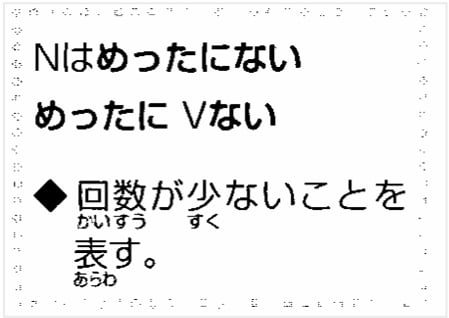 Nはめったにない
めったに Vない
◆ 回数が少ないことを
かいすう すく
表す。
あらわ